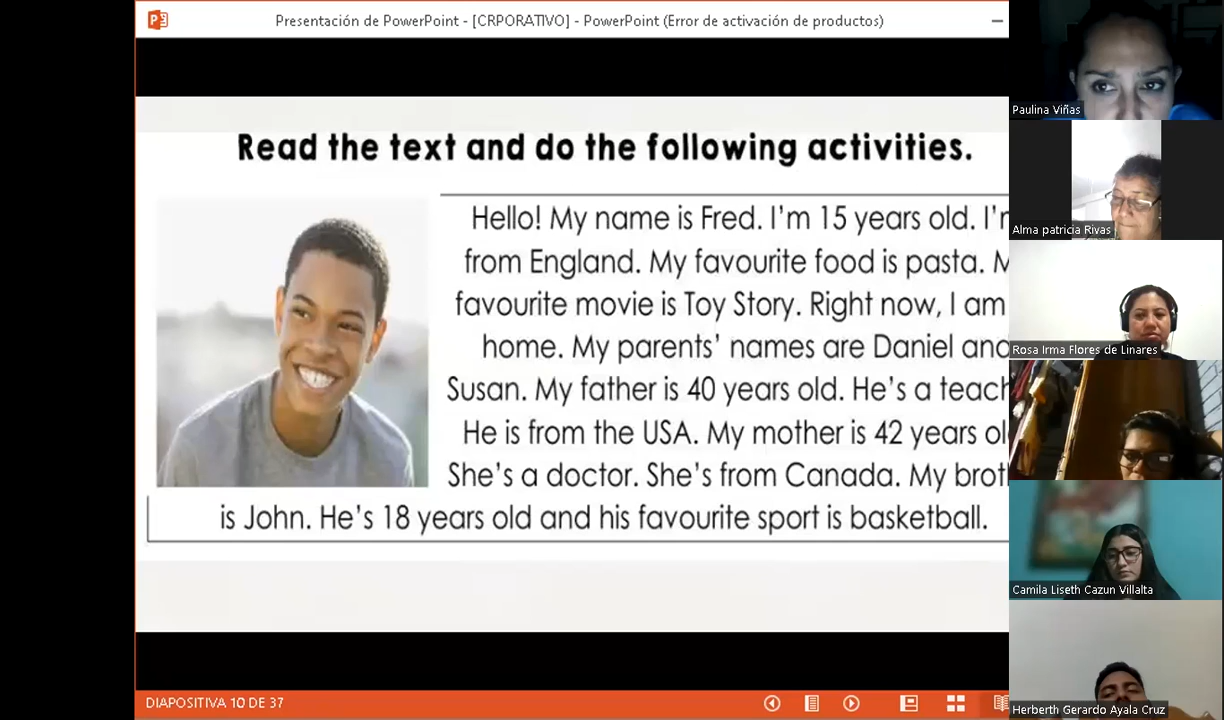 Presentación de PowerPoint - [CRPORATIVO] - PowerPoint (Error de activación de productos)
Read the text and do the following activities.
Hello! My name is Fred. I'm 15 years old.
from England. My favourite food is pasta.
favourite movie is Toy Story. Right now, I am
home. My parents' names are Daniel and
Susan. My father is 40 years old. He's a
He is from the USA. My mother is 42 years
She's a doctor. She's from Canada. My
is John. He's 18 years old and his favourite sport is basketball.
DIAPOSITIVA 10 DE 37
Paulina Viñas
Alma patricia Rivas
Rosa Irma Flores de Linares
Camila Liseth Cazun Villalta
Herberth Gerardo Ayala Cruz